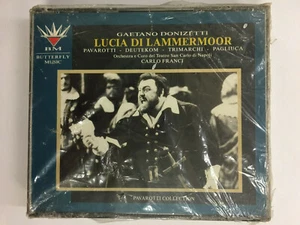 GAETANO DONIZETTI
LUCIA DI LAMMERMOOR
PAVAROTTI - DEUTEKOM - TRIMARCHI - PAGLIUCA
Orchestra e Coro del Teatro San Carlo di Napoli
CARLO FRANCI
BM
BUTTERFLY
MUSIC
PAVAROTTI COLLECTION